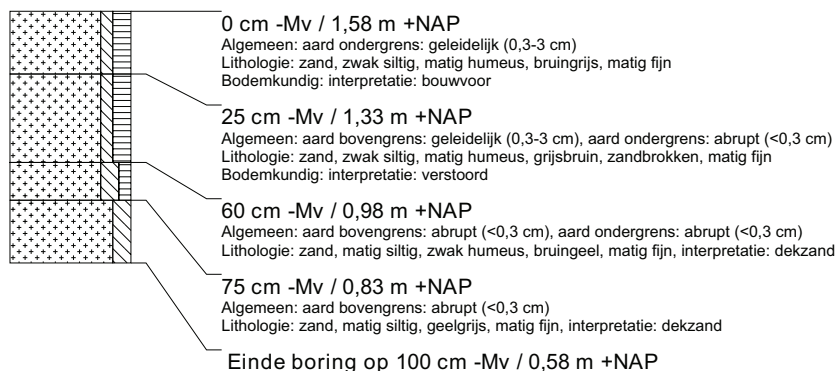 0 cm -Mv / 1,58 m +NAP
Algemeen: aard ondergrens: geleidelijk (0,3-3 cm)
Lithologie: zand, zwak siltig, matig humeus, bruingrijs, matig fijn
Bodemkundig: interpretatie: bouwvoor
25 cm -Mv / 1,33 m +NAP
Algemeen: aard bovengrens: geleidelijk (0,3-3 cm), aard ondergrens: abrupt (<0,3 cm)
Lithologie: zand, zwak siltig, matig humeus, grijsbruin, zandbrokken, matig fijn
Bodemkundig: interpretatie: verstoord
60 cm -Mv / 0,98 m +NAP
Algemeen: aard bovengrens: abrupt (<0,3 cm), aard ondergrens: abrupt (<0,3 cm)
Lithologie: zand, matig siltig, zwak humeus, bruingeel, matig fijn, interpretatie: dekzand
75 cm -Mv / 0,83 m +NAP
Algemeen: aard bovengrens: abrupt (<0,3 cm)
Lithologie: zand, matig siltig, geelgrijs, matig fijn, interpretatie: dekzand
Einde boring op 100 cm -Mv / 0,58 m +NAP